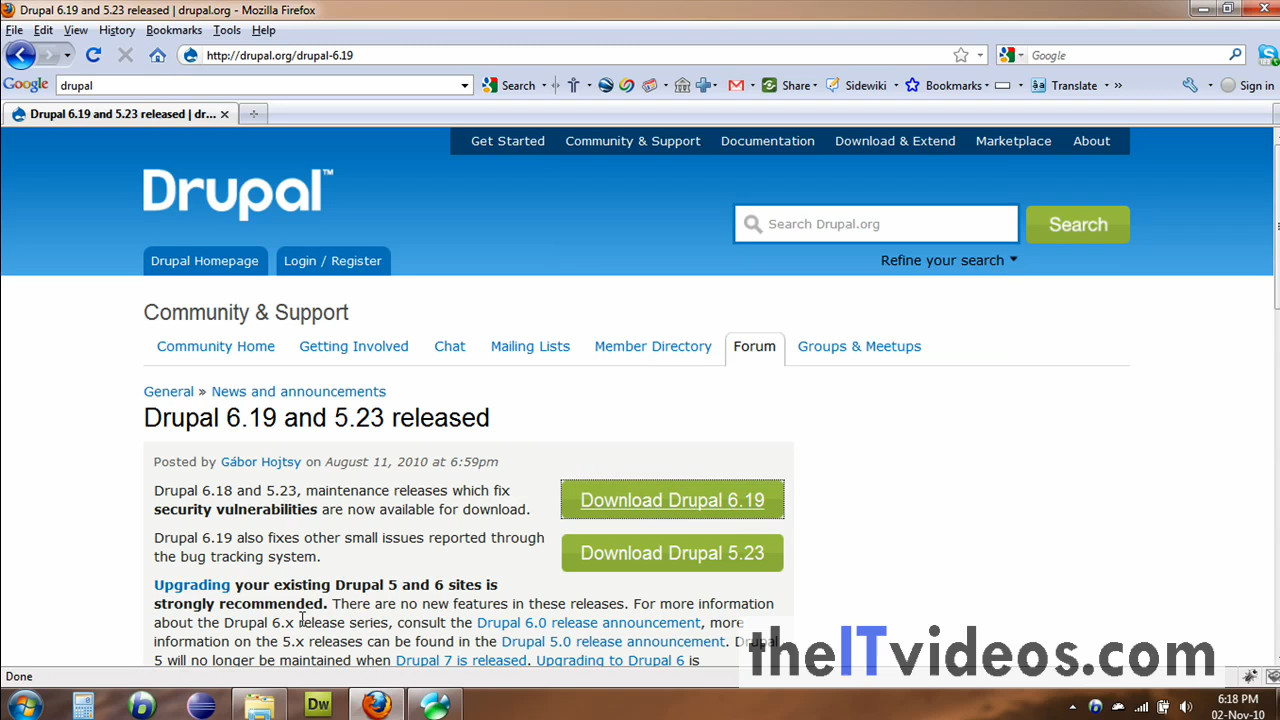 Drupal 6.19 and 5.23 released | drupal.org - Mozilla Firefox
File Edit View History Bookmarks Tools Help
http://drupal.org/drupal-6.19
Google
Google drupal Search Share Sidewiki Bookmarks Translate » Sign in
Drupal 6.19 and 5.23 released | dr...
Get Started Community & Support Documentation Download & Extend Marketplace About
Drupal™
Search Drupal.org Search
Drupal Homepage Login / Register Refine your search
Community & Support
Community Home Getting Involved Chat Mailing Lists Member Directory Forum Groups & Meetups
General » News and announcements
Drupal 6.19 and 5.23 released
Posted by Gábor Hojtsy on August 11, 2010 at 6:59pm
Drupal 6.18 and 5.23, maintenance releases which fix
security vulnerabilities are now available for download.
Download Drupal 6.19
Drupal 6.19 also fixes other small issues reported through
the bug tracking system.
Download Drupal 5.23
Upgrading your existing Drupal 5 and 6 sites is
strongly recommended. There are no new features in these releases. For more information
about the Drupal 6.x release series, consult the Drupal 6.0 release announcement, more
information on the 5.x releases can be found in the Drupal 5.0 release announcement. Drupal
5 will no longer be maintained when Drupal 7 is released. Upgrading to Drupal 6 is
theITvideos.com
Done
Dw
6:18 PM
02-Nov-10